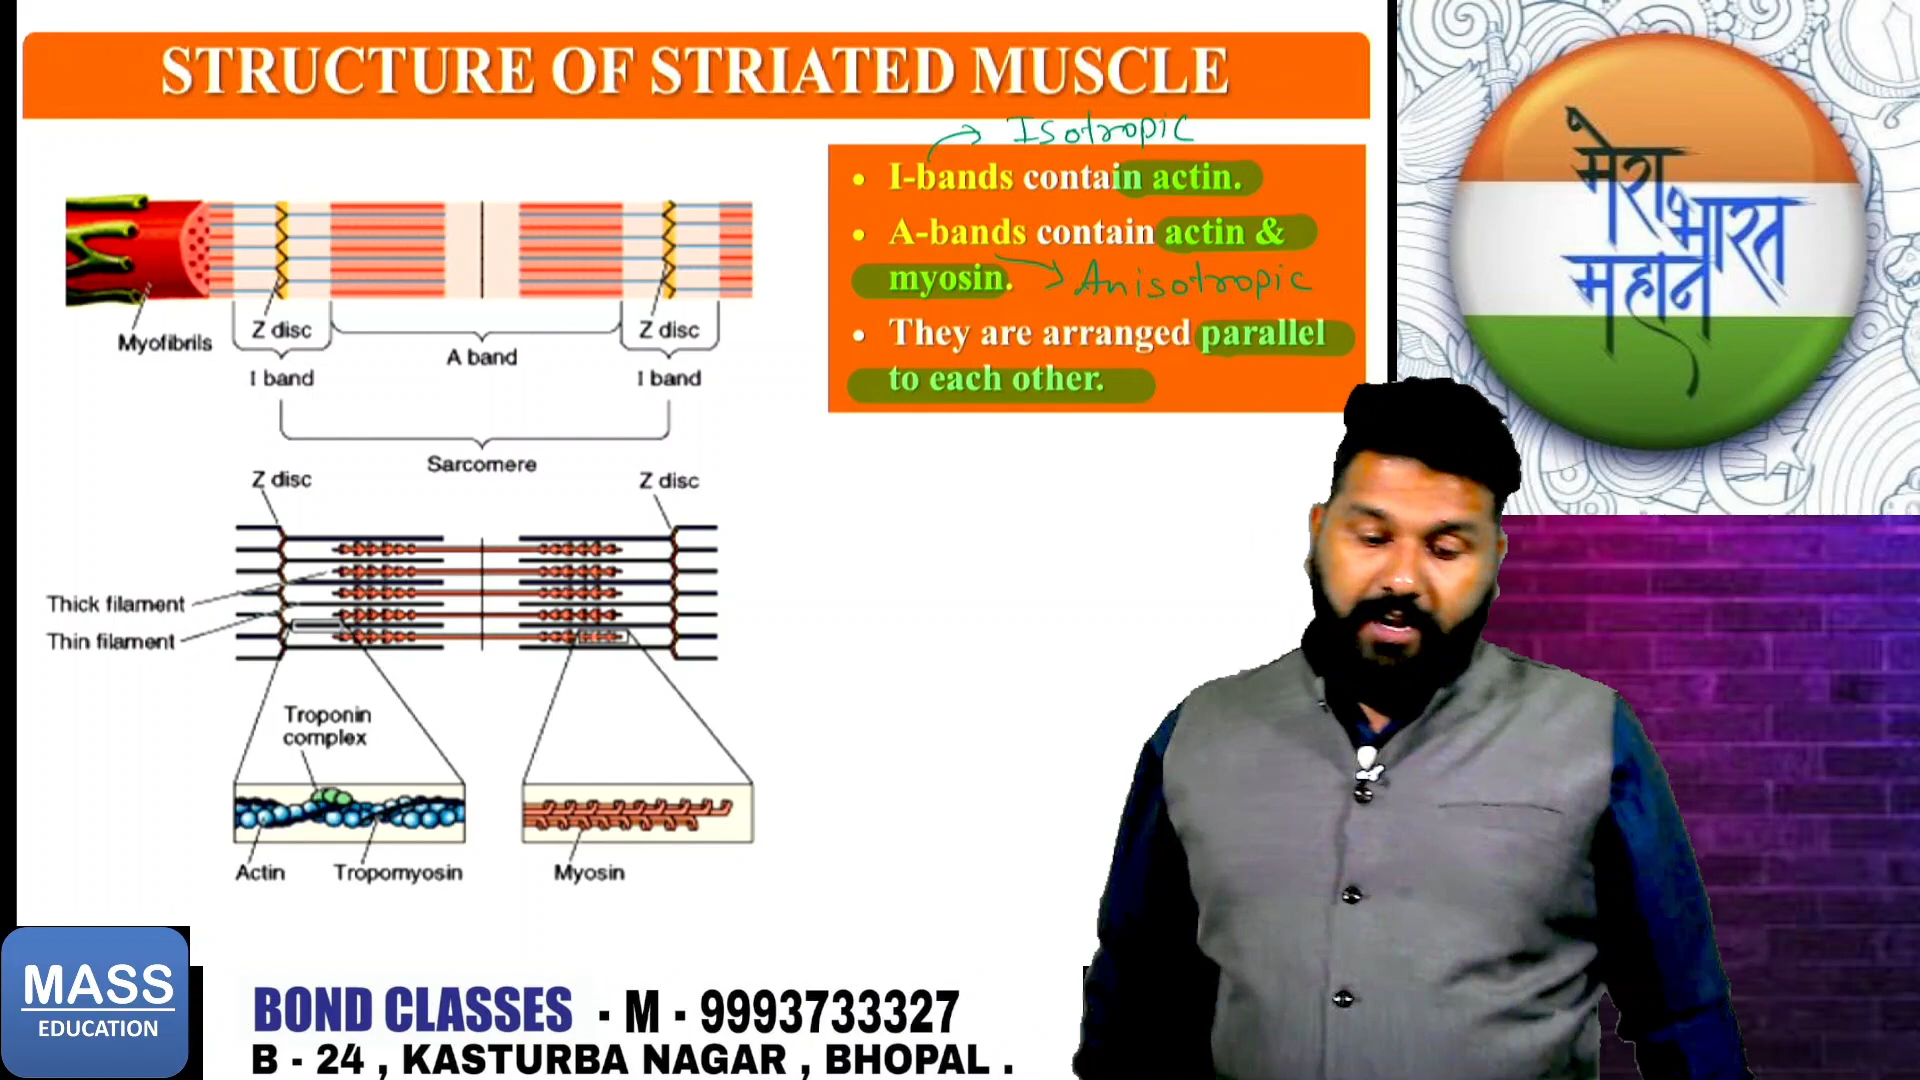 STRUCTURE OF STRIATED MUSCLE
Isotropic
• I-bands contain actin.
• A-bands contain actin &
myosin.
Anisotropic
• They are arranged parallel
to each other.
Myofibrils
Z disc
Z disc
A band
I band
I band
Sarcomere
Z disc
Z disc
Thick filament
Thin filament
Troponin
complex
Actin
Tropomyosin
Myosin
मेरा
भारत
महान
MASS
EDUCATION
BOND CLASSES - M - 9993733327
B - 24 , KASTURBA NAGAR , BHOPAL .